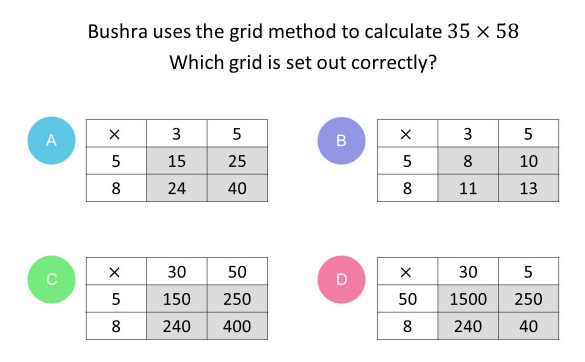 Bushra uses the grid method to calculate 35 × 58
Which grid is set out correctly?
A
× 3 5
5 15 25
8 24 40
B
× 3 5
5 8 10
8 11 13
C
× 30 50
5 150 250
8 240 400
D
× 30 5
50 1500 250
8 240 40